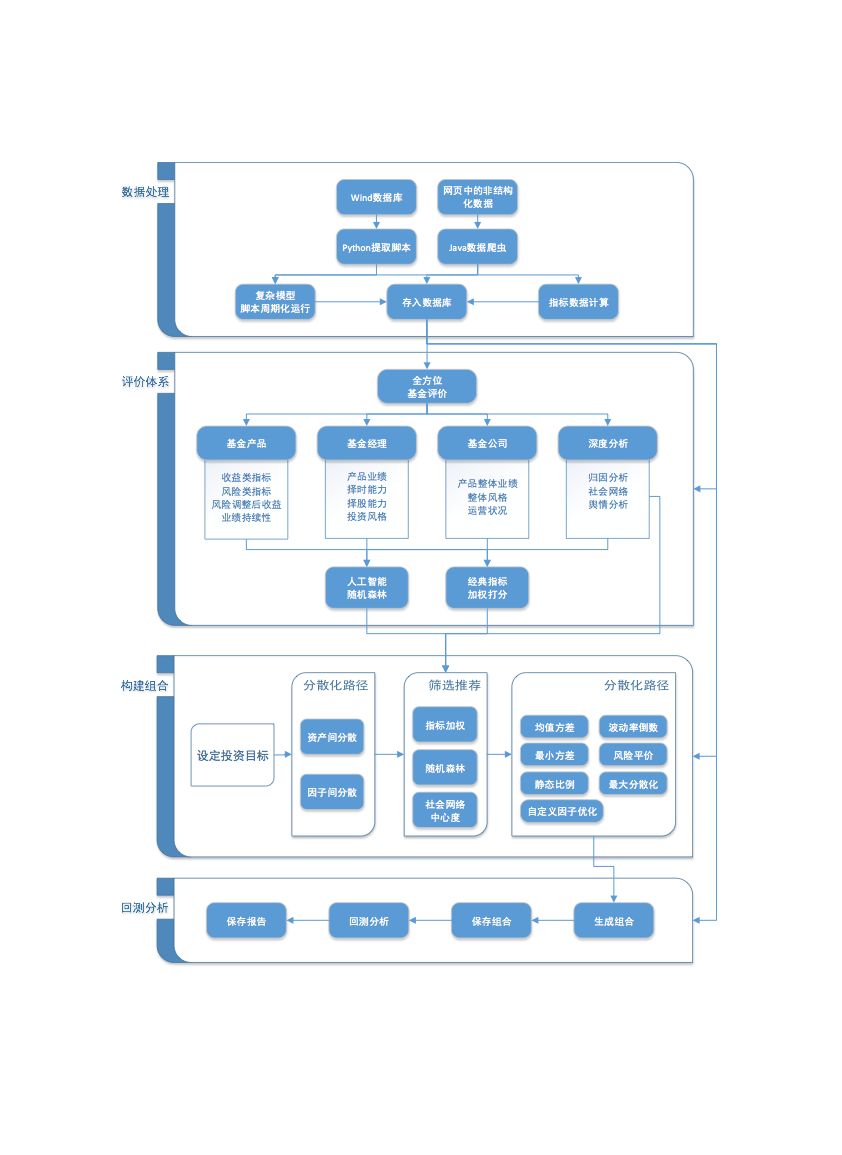 数据处理
Wind数据库
网页中的非结构
化数据
Python提取脚本
Java数据爬虫
复杂模型
脚本周期化运行
存入数据库
指标数据计算
评价体系
全方位
基金评价
基金产品
基金经理
基金公司
深度分析
收益类指标
风险类指标
风险调整后收益
业绩持续性
产品业绩
择时能力
择股能力
投资风格
产品整体业绩
整体风格
运营状况
归因分析
社会网络
舆情分析
人工智能
随机森林
经典指标
加权打分
构建组合
设定投资目标
分散化路径
资产间分散
因子间分散
筛选推荐
指标加权
随机森林
社会网络
中心度
分散化路径
均值方差
波动率倒数
最小方差
风险平价
静态比例
最大分散化
自定义因子优化
回测分析
保存报告
回测分析
保存组合
生成组合